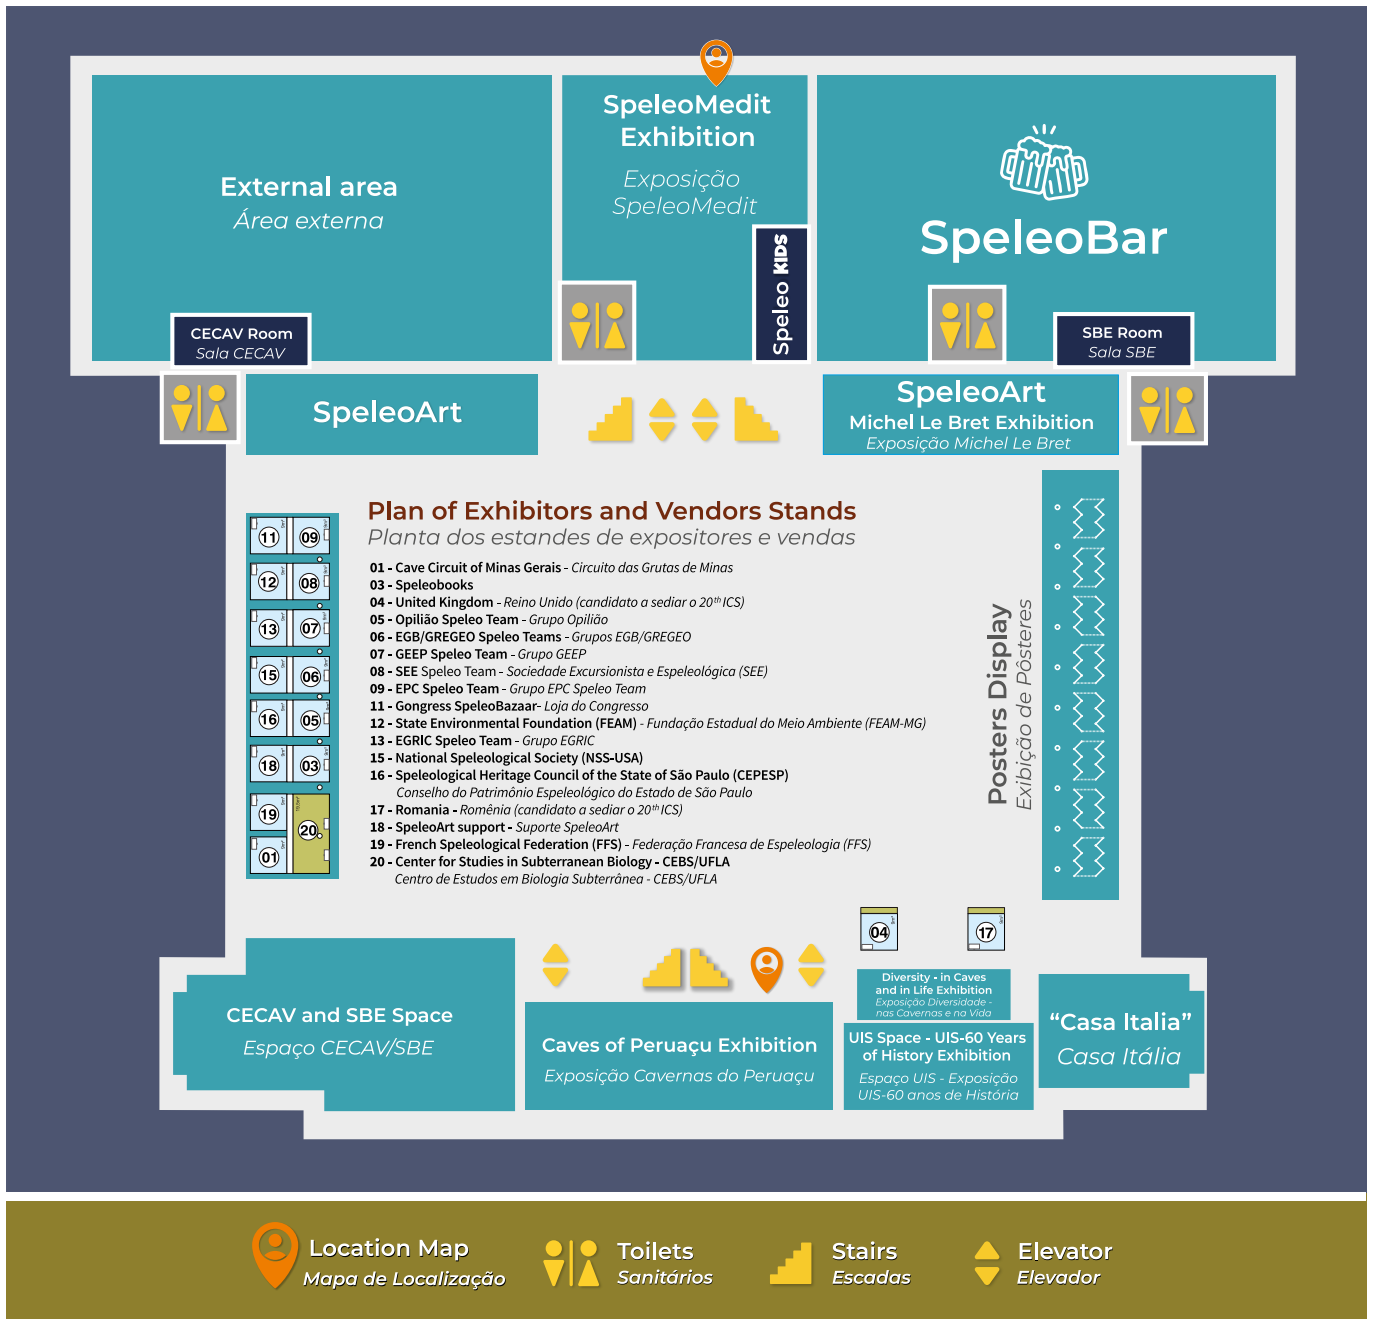 SpeleoMedit
Exhibition
Exposição
SpeleoMedit
External area
Área externa
SpeleoBar
Speleo KIDS
CECAV Room
Sala CECAV
SBE Room
Sala SBE
SpeleoArt
SpeleoArt
Michel Le Bret Exhibition
Exposição Michel Le Bret
Plan of Exhibitors and Vendors Stands
Planta dos estandes de expositores e vendas
01 - Cave Circuit of Minas Gerais - Circuito das Grutas de Minas
03 - Speleobooks
04 - United Kingdom - Reino Unido (candidato a sediar o 20th ICS)
05 - Opilião Speleo Team - Grupo Opilião
06 - EGB/GREGEO Speleo Teams - Grupos EGB/GREGEO
07 - GEEP Speleo Team - Grupo GEEP
08 - SEE Speleo Team - Sociedade Excursionista e Espeleológica (SEE)
09 - EPC Speleo Team - Grupo EPC Speleo Team
11 - Gongress SpeleoBazaar- Loja do Congresso
12 - State Environmental Foundation (FEAM) - Fundação Estadual do Meio Ambiente (FEAM-MG)
13 - EGRIC Speleo Team - Grupo EGRIC
15 - National Speleological Society (NSS-USA)
16 - Speleological Heritage Council of the State of São Paulo (CEPESP)
Conselho do Patrimônio Espeleológico do Estado de São Paulo
17 - Romania - Romênia (candidato a sediar o 20th ICS)
18 - SpeleoArt support - Suporte SpeleoArt
19 - French Speleological Federation (FFS) - Federação Francesa de Espeleologia (FFS)
20 - Center for Studies in Subterranean Biology - CEBS/UFLA
Centro de Estudos em Biologia Subterrânea - CEBS/UFLA
11 09
12 08
13 07
15 06
16 05
18 03
19
20
01
Posters Display
Exibição de Pôsteres
04 17
CECAV and SBE Space
Espaço CECAV/SBE
Caves of Peruaçu Exhibition
Exposição Cavernas do Peruaçu
Diversity - in Caves
and in Life Exhibition
Exposição Diversidade -
nas Cavernas e na Vida
UIS Space - UIS-60 Years
of History Exhibition
Espaço UIS - Exposição
UIS-60 anos de História
“Casa Italia”
Casa Itália
Location Map
Mapa de Localização
Toilets
Sanitários
Stairs
Escadas
Elevator
Elevador